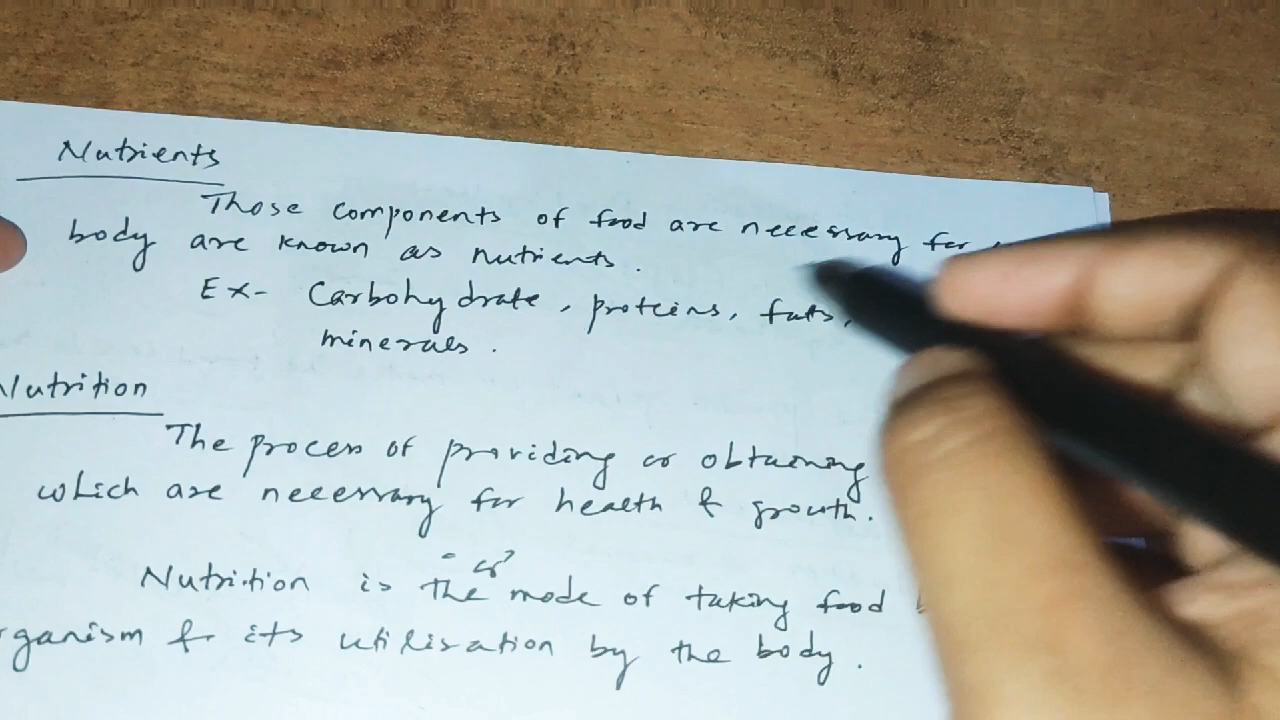 Nutrients
Those components of food are necessary for
body are known as nutrients.
Ex- Carbohydrate, proteins, fats,
minerals.
Nutrition
The process of providing or obtaining
which are necessary for health & growth.
- or
Nutrition is the mode of taking food
organism & its utilisation by the body.